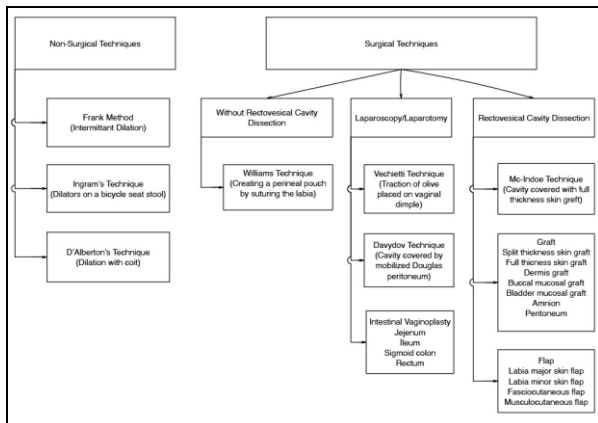 Non-Surgical Techniques
Surgical Techniques
Frank Method
(Intermittant Dilation)
Ingram's Technique
(Dilators on a bicycle seat stool)
D'Alberton's Technique
(Dilation with coit)
Without Rectovesical Cavity
Dissection
Williams Technique
(Creating a perineal pouch
by suturing the labia)
Laparoscopy/Laparotomy
Vechietti Technique
(Traction of olive
placed on vaginal
dimple)
Davydov Technique
(Cavity covered by
mobilized Douglas
peritoneum)
Intestinal Vaginoplasty
Jejenum
İleum
Sigmoid colon
Rectum
Rectovesical Cavity Dissection
Mc-Indoe Technique
(Cavity covered with full
thickness skin greft)
Graft
Split thickness skin graft
Full thicness skin graft
Dermis graft
Buccal mucosal graft
Bladder mucosal graft
Amnion
Peritoneum
Flap
Labia major skin flap
Labia minor skin flap
Fasciocutaneous flap
Musculocutaneous flap